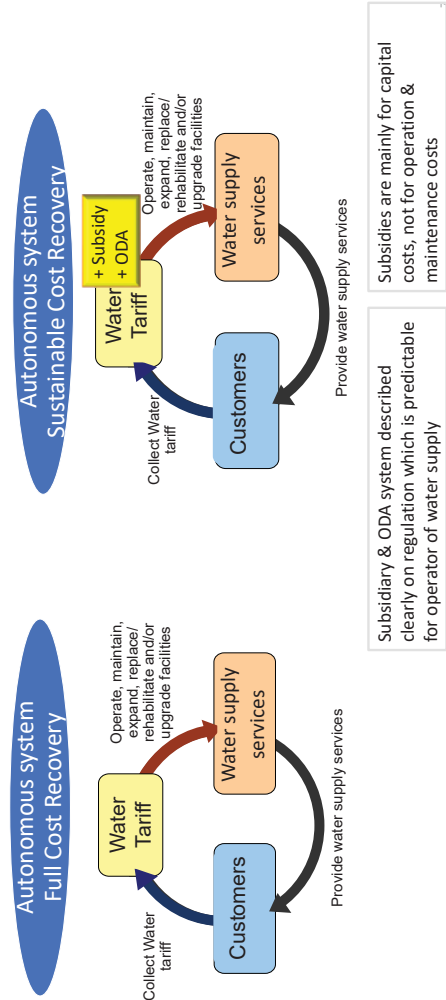 Autonomous system
Full Cost Recovery
Water
Tariff
Operate, maintain,
expand, replace/
rehabilitate and/or
upgrade facilities
Collect Water
tariff
Customers
Water supply
services
Provide water supply services
Autonomous system
Sustainable Cost Recovery
Water
Tariff
+ Subsidy
+ ODA
Operate, maintain,
expand, replace/
rehabilitate and/or
upgrade facilities
Collect Water
tariff
Customers
Water supply
services
Provide water supply services
Subsidiary & ODA system described
clearly on regulation which is predictable
for operator of water supply
Subsidies are mainly for capital
costs, not for operation &
maintenance costs